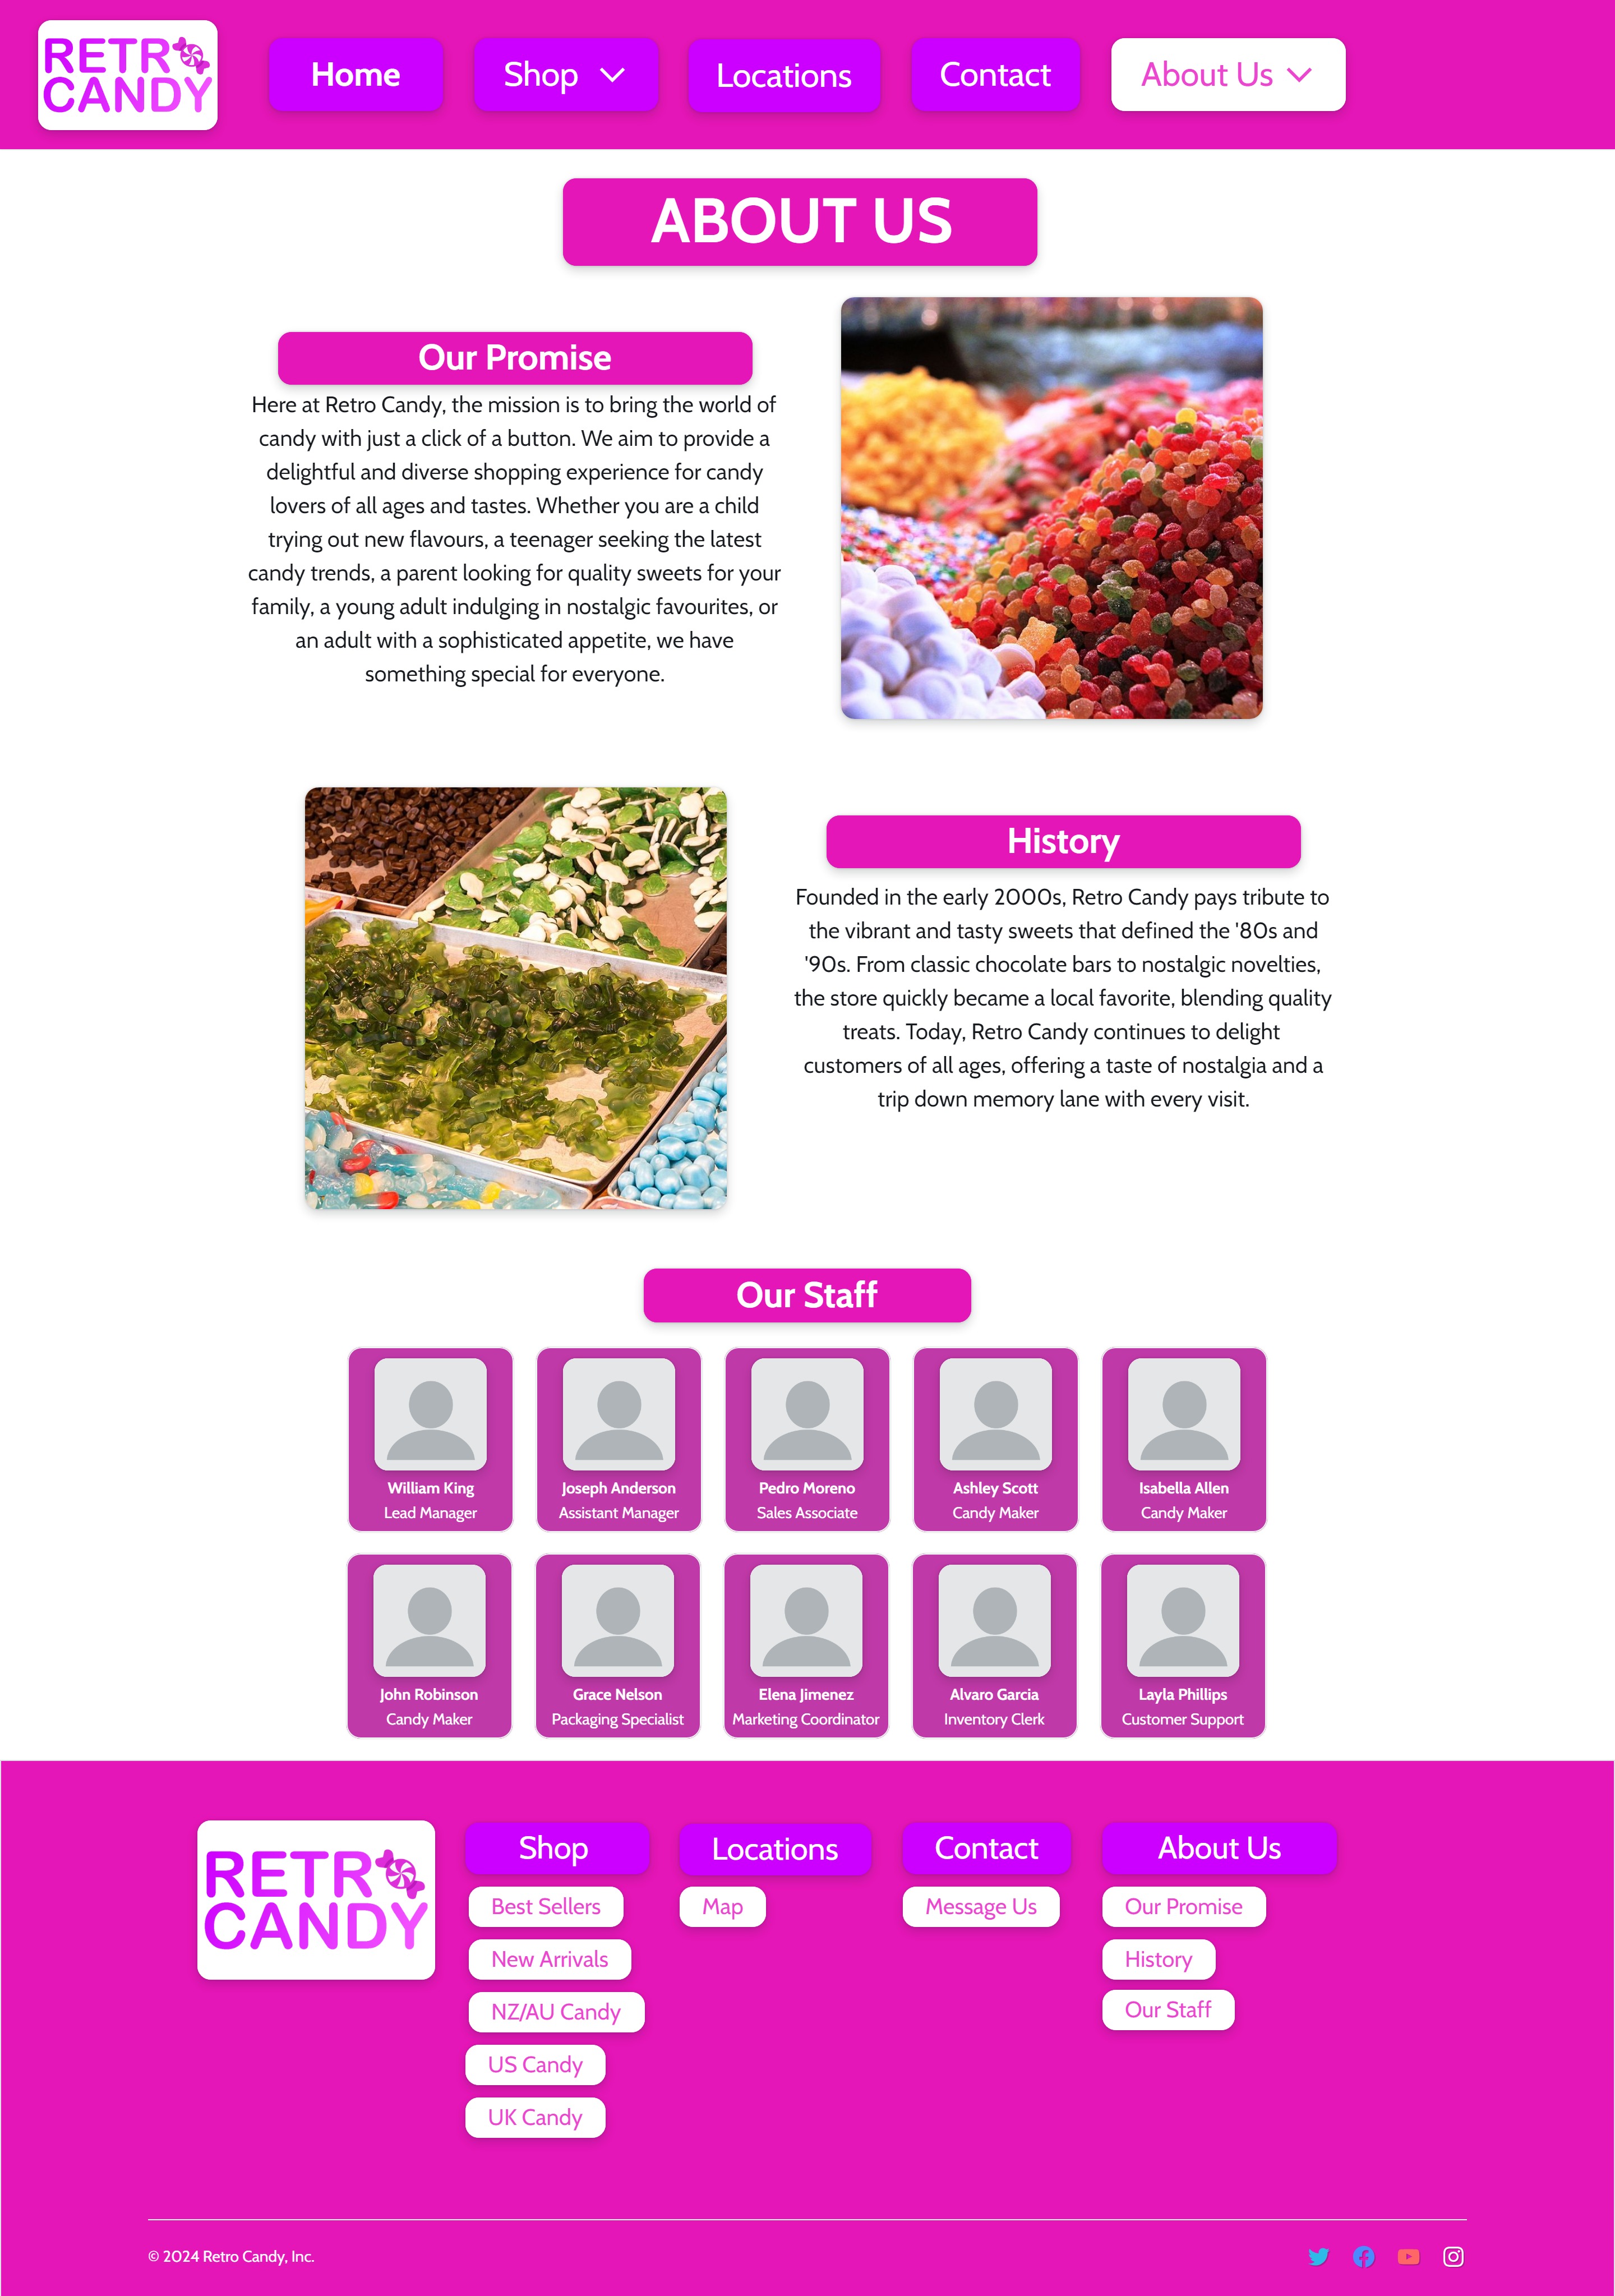 RETRO
CANDY
Home
Shop
Locations
Contact
About Us
ABOUT US
Our Promise
Here at Retro Candy, the mission is to bring the world of
candy with just a click of a button. We aim to provide a
delightful and diverse shopping experience for candy
lovers of all ages and tastes. Whether you are a child
trying out new flavours, a teenager seeking the latest
candy trends, a parent looking for quality sweets for your
family, a young adult indulging in nostalgic favourites, or
an adult with a sophisticated appetite, we have
something special for everyone.
History
Founded in the early 2000s, Retro Candy pays tribute to
the vibrant and tasty sweets that defined the '80s and
'90s. From classic chocolate bars to nostalgic novelties,
the store quickly became a local favorite, blending quality
treats. Today, Retro Candy continues to delight
customers of all ages, offering a taste of nostalgia and a
trip down memory lane with every visit.
Our Staff
William King
Lead Manager
Joseph Anderson
Assistant Manager
Pedro Moreno
Sales Associate
Ashley Scott
Candy Maker
Isabella Allen
Candy Maker
John Robinson
Candy Maker
Grace Nelson
Packaging Specialist
Elena Jimenez
Marketing Coordinator
Alvaro Garcia
Inventory Clerk
Layla Phillips
Customer Support
RETRO
CANDY
Shop
Best Sellers
New Arrivals
NZ/AU Candy
US Candy
UK Candy
Locations
Map
Contact
Message Us
About Us
Our Promise
History
Our Staff
© 2024 Retro Candy, Inc.